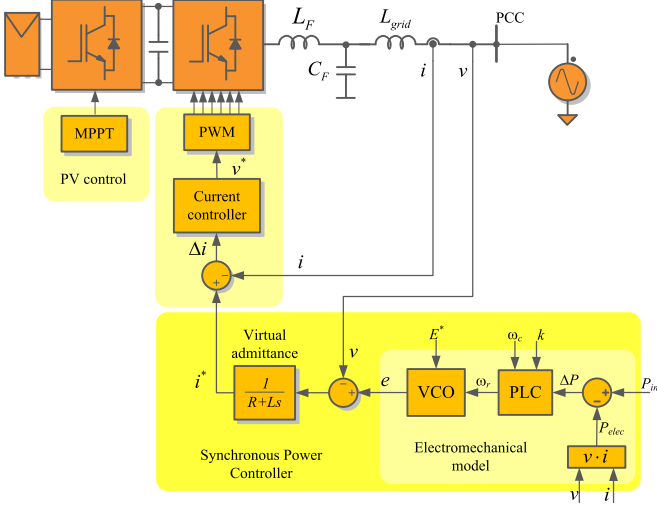 L_F
L_grid
PCC
C_F
i
v
MPPT
PWM
PV control
v*
Current
controller
Δi
−
+
i
Virtual
admittance
v
E*
ω_c
k
i*
1
R+Ls
−
+
e
VCO
ω_r
PLC
ΔP
+
−
P_in
P_elec
v · i
Synchronous Power
Controller
Electromechanical
model
v
i